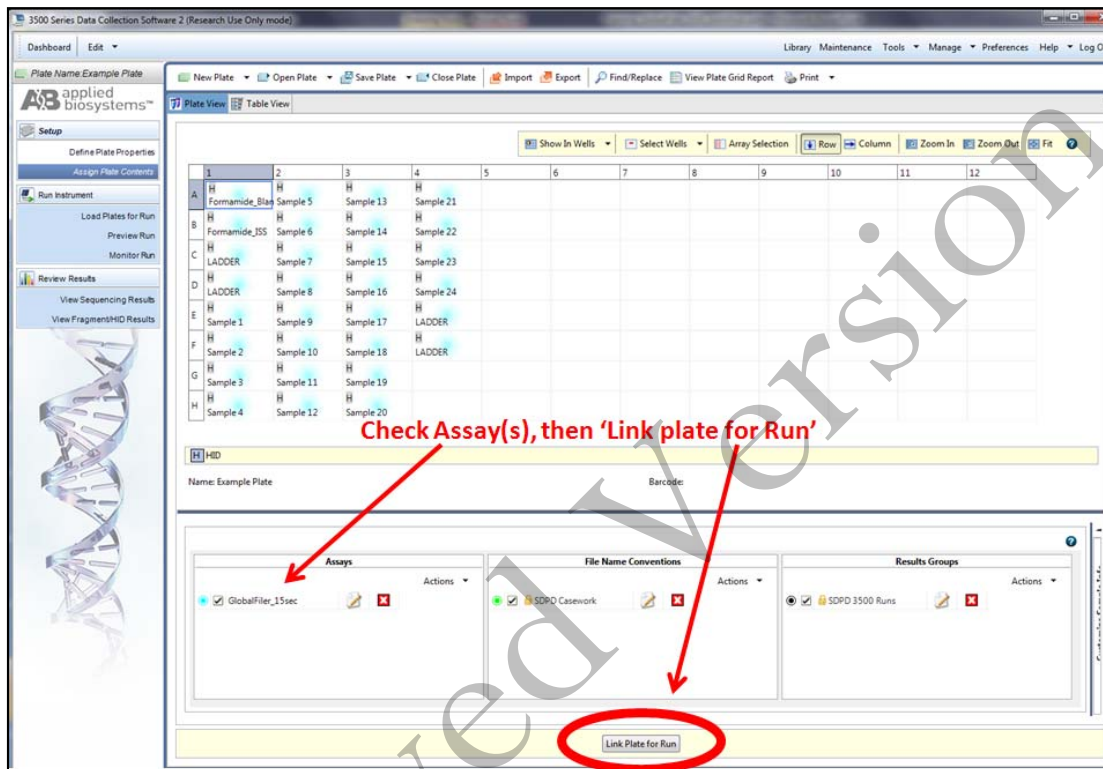 3500 Series Data Collection Software 2 (Research Use Only mode)
Dashboard Edit Library Maintenance Tools Manage Preferences Help Log O
Plate Name: Example Plate
New Plate Open Plate Save Plate Close Plate Import Export Find/Replace View Plate Grid Report Print
AB applied biosystems™
Plate View Table View
Setup
Define Plate Properties
Assign Plate Contents
Run Instrument
Load Plates for Run
Preview Run
Monitor Run
Review Results
View Sequencing Results
View Fragment/HID Results
Show In Wells Select Wells Array Selection Row Column Zoom In Zoom Out Fit
1 2 3 4 5 6 7 8 9 10 11 12
A H H H H
Formamide_Blan Sample 5 Sample 13 Sample 21
B H H H H
Formamide_ISS Sample 6 Sample 14 Sample 22
C H H H H
LADDER Sample 7 Sample 15 Sample 23
D H H H H
LADDER Sample 8 Sample 16 Sample 24
E H H H H
Sample 1 Sample 9 Sample 17 LADDER
F H H H H
Sample 2 Sample 10 Sample 18 LADDER
G H H H
Sample 3 Sample 11 Sample 19
H H H H
Sample 4 Sample 12 Sample 20
Check Assay(s), then ‘Link plate for Run’
H HID
Name: Example Plate Barcode:
Assays File Name Conventions Results Groups
Actions Actions Actions
GlobalFiler_15sec SDPD Casework SDPD 3500 Runs
Link Plate for Run
ved Version